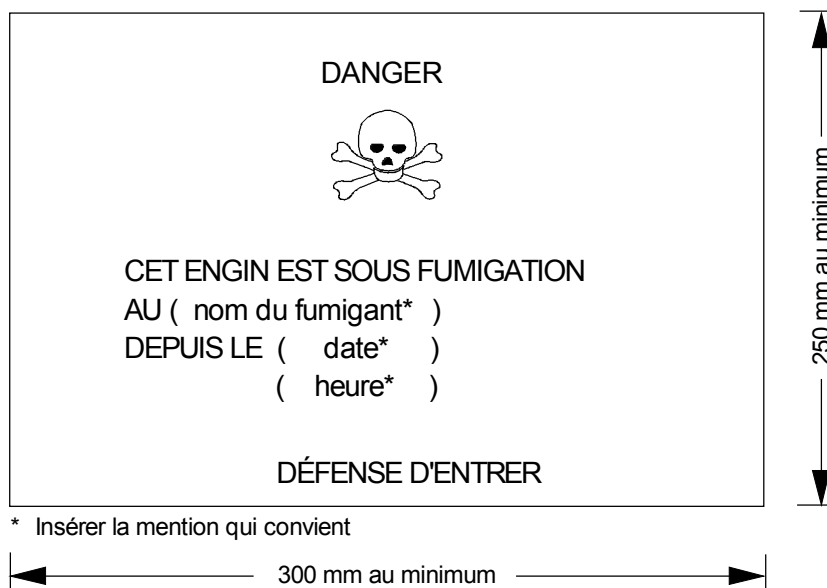 DANGER
CET ENGIN EST SOUS FUMIGATION
AU ( nom du fumigant* )
DEPUIS LE ( date* )
( heure* )
DÉFENSE D'ENTRER
* Insérer la mention qui convient
300 mm au minimum
250 mm au minimum